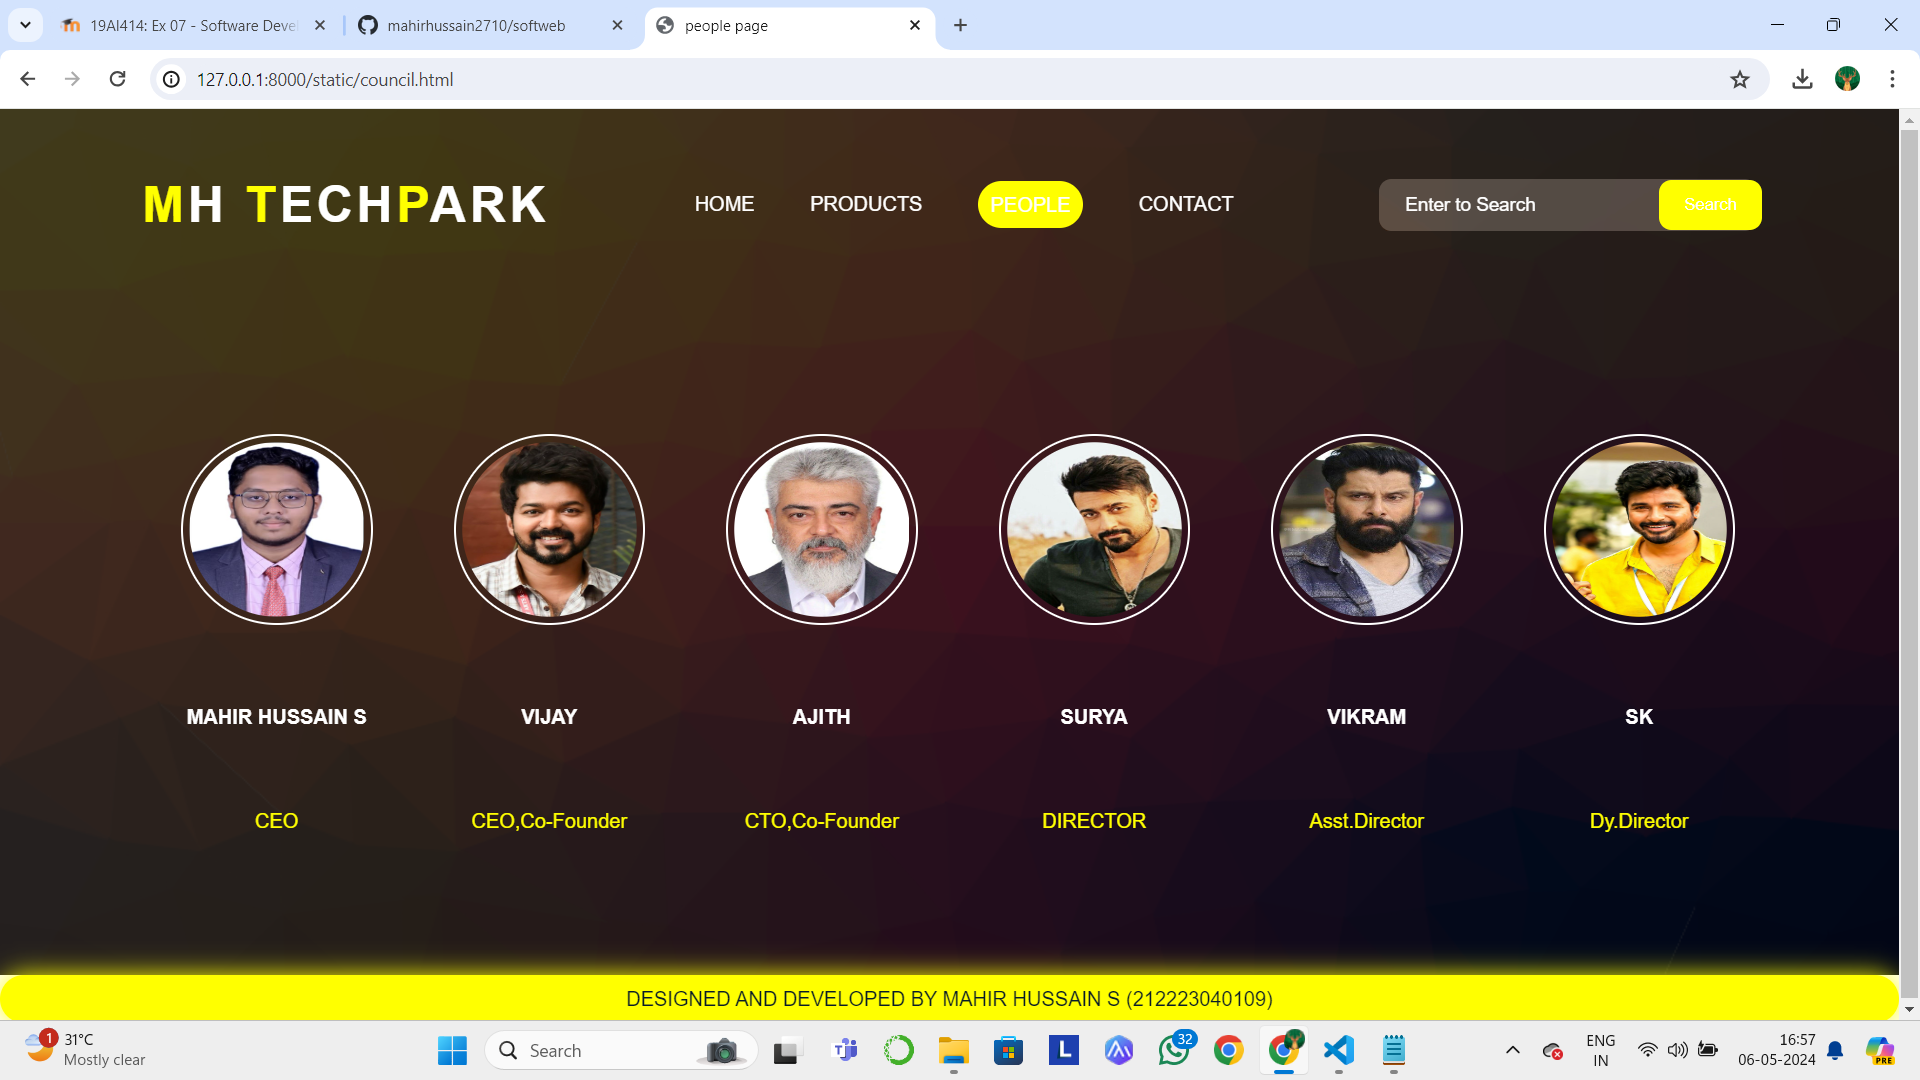 19AI414: Ex 07 - Software Deve
mahirhussain2710/softweb
people page
127.0.0.1:8000/static/council.html
MH TECHPARK
HOME
PRODUCTS
PEOPLE
CONTACT
Enter to Search
Search
MAHIR HUSSAIN S
VIJAY
AJITH
SURYA
VIKRAM
SK
CEO
CEO,Co-Founder
CTO,Co-Founder
DIRECTOR
Asst.Director
Dy.Director
DESIGNED AND DEVELOPED BY MAHIR HUSSAIN S (212223040109)
1
31°C
Mostly clear
Search
L
32
ENG
IN
16:57
06-05-2024
PRE